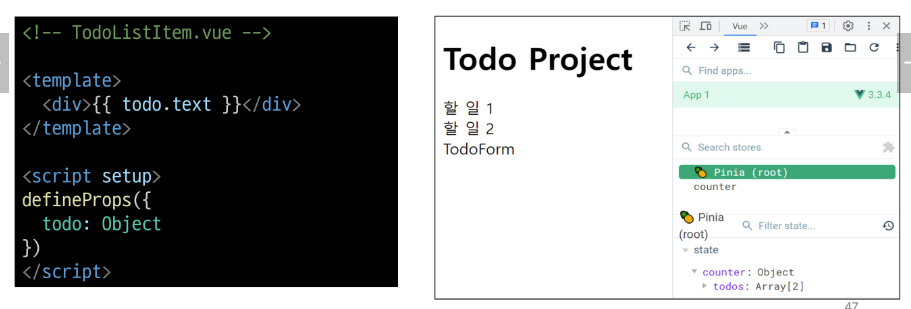 <!-- TodoListItem.vue -->
<template>
<div>{{ todo.text }}</div>
</template>
<script setup>
defineProps({
todo: Object
})
</script>
Todo Project
할 일 1
할 일 2
TodoForm
Vue
1
Find apps...
App 1
3.3.4
Search stores
Pinia (root)
counter
Pinia
(root)
Filter state...
state
counter: Object
todos: Array[2]
47